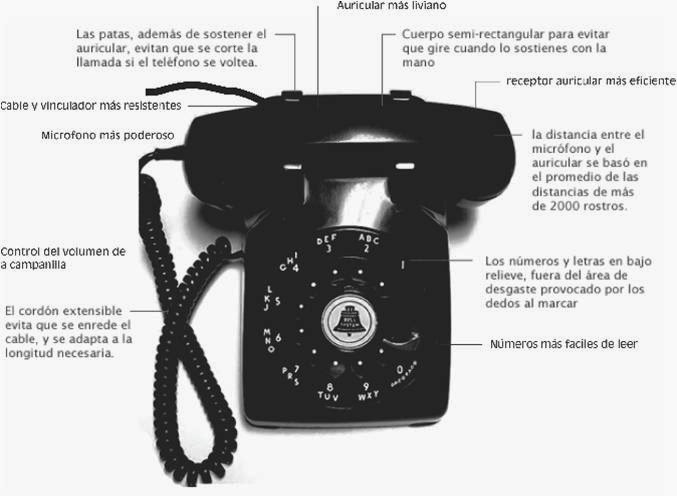 Auricular más liviano
Las patas, además de sostener el
auricular, evitan que se corte la
llamada si el teléfono se voltea.
Cuerpo semi-rectangular para evitar
que gire cuando lo sostienes con la
mano
receptor auricular más eficiente
Cable y vinculador más resistentes
Microfono más poderoso
la distancia entre el
micrófono y el
auricular se basó en
el promedio de las
distancias de más
de 2000 rostros.
Control del volumen de
a campanilla
Los números y letras en bajo
relieve, fuera del área de
desgaste provocado por los
dedos al marcar
El cordón extensible
evita que se enrede el
cable, y se adapta a la
longitud necesaria.
Números más faciles de leer
ABC
2
DEF
3
GHI
4
JKL
5
MNO
6
PRS
7
TUV
8
WXY
9
0
OPERATOR
1
BELL
SYSTEM